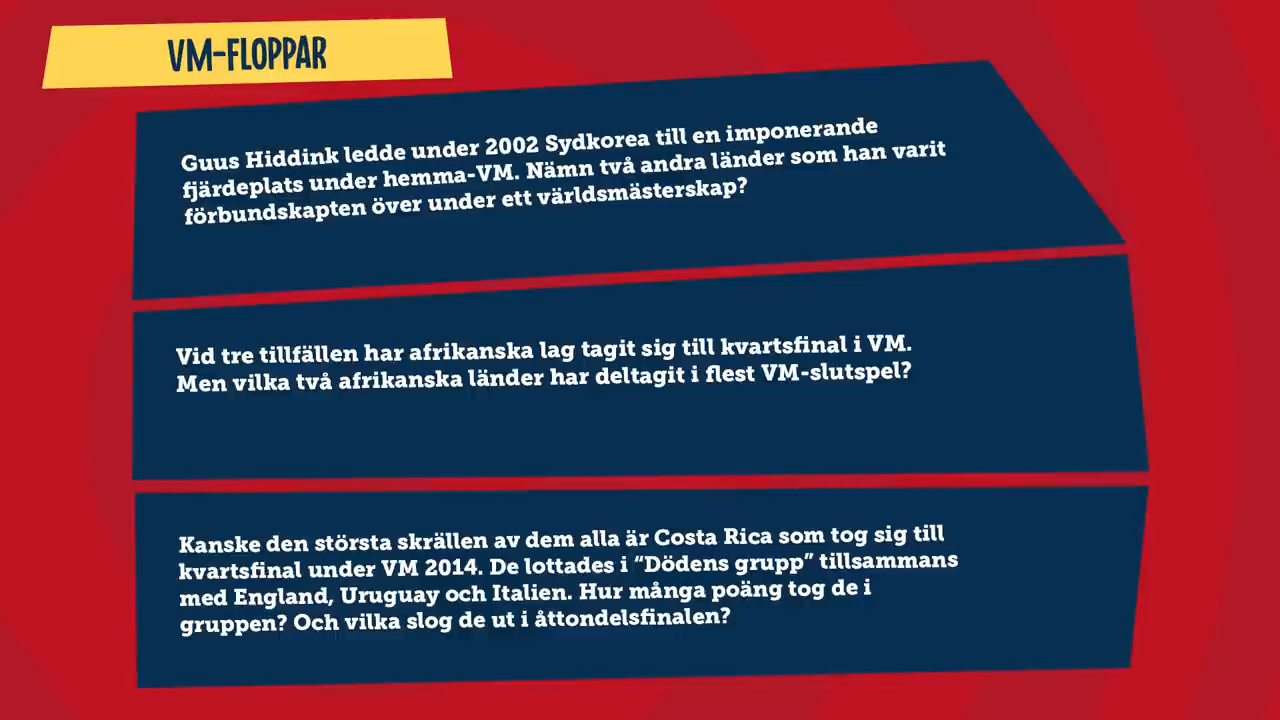 VM-FLOPPAR
Guus Hiddink ledde under 2002 Sydkorea till en imponerande
fjärdeplats under hemma-VM. Nämn två andra länder som han varit
förbundskapten över under ett världsmästerskap?
Vid tre tillfällen har afrikanska lag tagit sig till kvartsfinal i VM.
Men vilka två afrikanska länder har deltagit i flest VM-slutspel?
Kanske den största skrällen av dem alla är Costa Rica som tog sig till
kvartsfinal under VM 2014. De lottades i “Dödens grupp” tillsammans
med England, Uruguay och Italien. Hur många poäng tog de i
gruppen? Och vilka slog de ut i åttondelsfinalen?